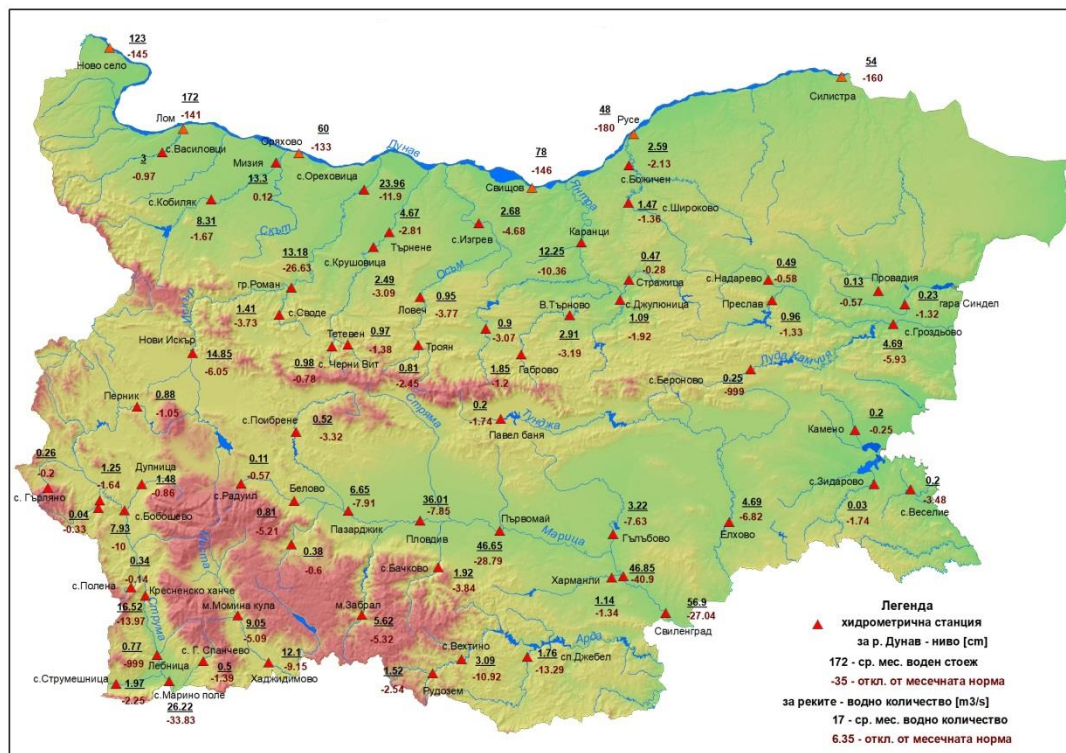 123
-145
Ново село
54
-160
Силистра
172
-141
Лом
48
Русе
-180
Оряхово
60
-133
Дунав
78
-146
Свищов
с.Василовци
3
-0.97
Мизия
13.3
0.12
с.Ореховица
23.96
-11.9
2.59
-2.13
с.Божичен
Янтра
с.Кобиляк
8.31
-1.67
Скът
4.67
-2.81
Търнене
2.68
-4.68
с.Изгрев
1.47
-1.36
с.Широково
Каранци
12.25
-10.36
13.18
-26.63
с.Крушовица
гр.Роман
Осъм
2.49
-3.09
Ловеч
0.95
-3.77
0.47
-0.28
Стражица
с.Надарево
0.49
-0.58
0.13
-0.57
Провадия
0.23
-1.32
гара Синдел
Искър
1.41
-3.73
с.Своде
В.Търново
с.Джулюница
1.09
-1.92
Преслав
0.96
-1.33
с.Гроздьово
4.69
-5.93
Нови Искър
14.85
-6.05
Тетевен
0.97
-1.38
с. Черни Вит
0.98
-0.78
Троян
0.81
-2.45
0.9
-3.07
2.91
-3.19
1.85
-1.2
Габрово
Луда Камчия
с.Бероново
0.25
-999
Перник
0.88
-1.05
с.Поибрене
0.52
-3.32
Стряма
0.2
-1.74
Павел баня
Тунджа
0.2
-0.25
Камено
0.26
-0.2
с. Гърляно
1.25
-1.64
Дупница
1.48
-0.86
0.11
-0.57
с.Радуил
Белово
0.81
-5.21
6.65
-7.91
Пазарджик
36.01
-7.85
Пловдив
Първомай
46.65
-28.79
Марица
3.22
-7.63
Гълъбово
4.69
-6.82
Елхово
с.Зидарово
0.03
-1.74
0.2
-3.48
с.Веселие
0.04
-0.33
с.Бобошево
7.93
-10
0.38
-0.6
с.Бачково
1.92
-3.84
Харманли
46.85
-40.9
1.14
-1.34
56.9
-27.04
Свиленград
0.34
-0.14
с.Полена
Кресненско ханче
16.52
-13.97
Места
Струма
м.Момина кула
9.05
-5.09
м.Забрал
5.62
-5.32
0.77
-999
Лебница
с. Г. Спанчево
0.5
-1.39
12.1
-9.15
Хаджидимово
с.Вехтино
3.09
-10.92
Арда
1.76
-13.29
сп.Джебел
1.52
-2.54
Рудозем
с.Струмешница
1.97
-2.25
с.Марино поле
26.22
-33.83
Легенда
хидрометрична станция
за р. Дунав - ниво [cm]
172 - ср. мес. воден стоеж
-35 - откл. от месечната норма
за реките - водно количество [m3/s]
17 - ср. мес. водно количество
6.35 - откл. от месечната норма